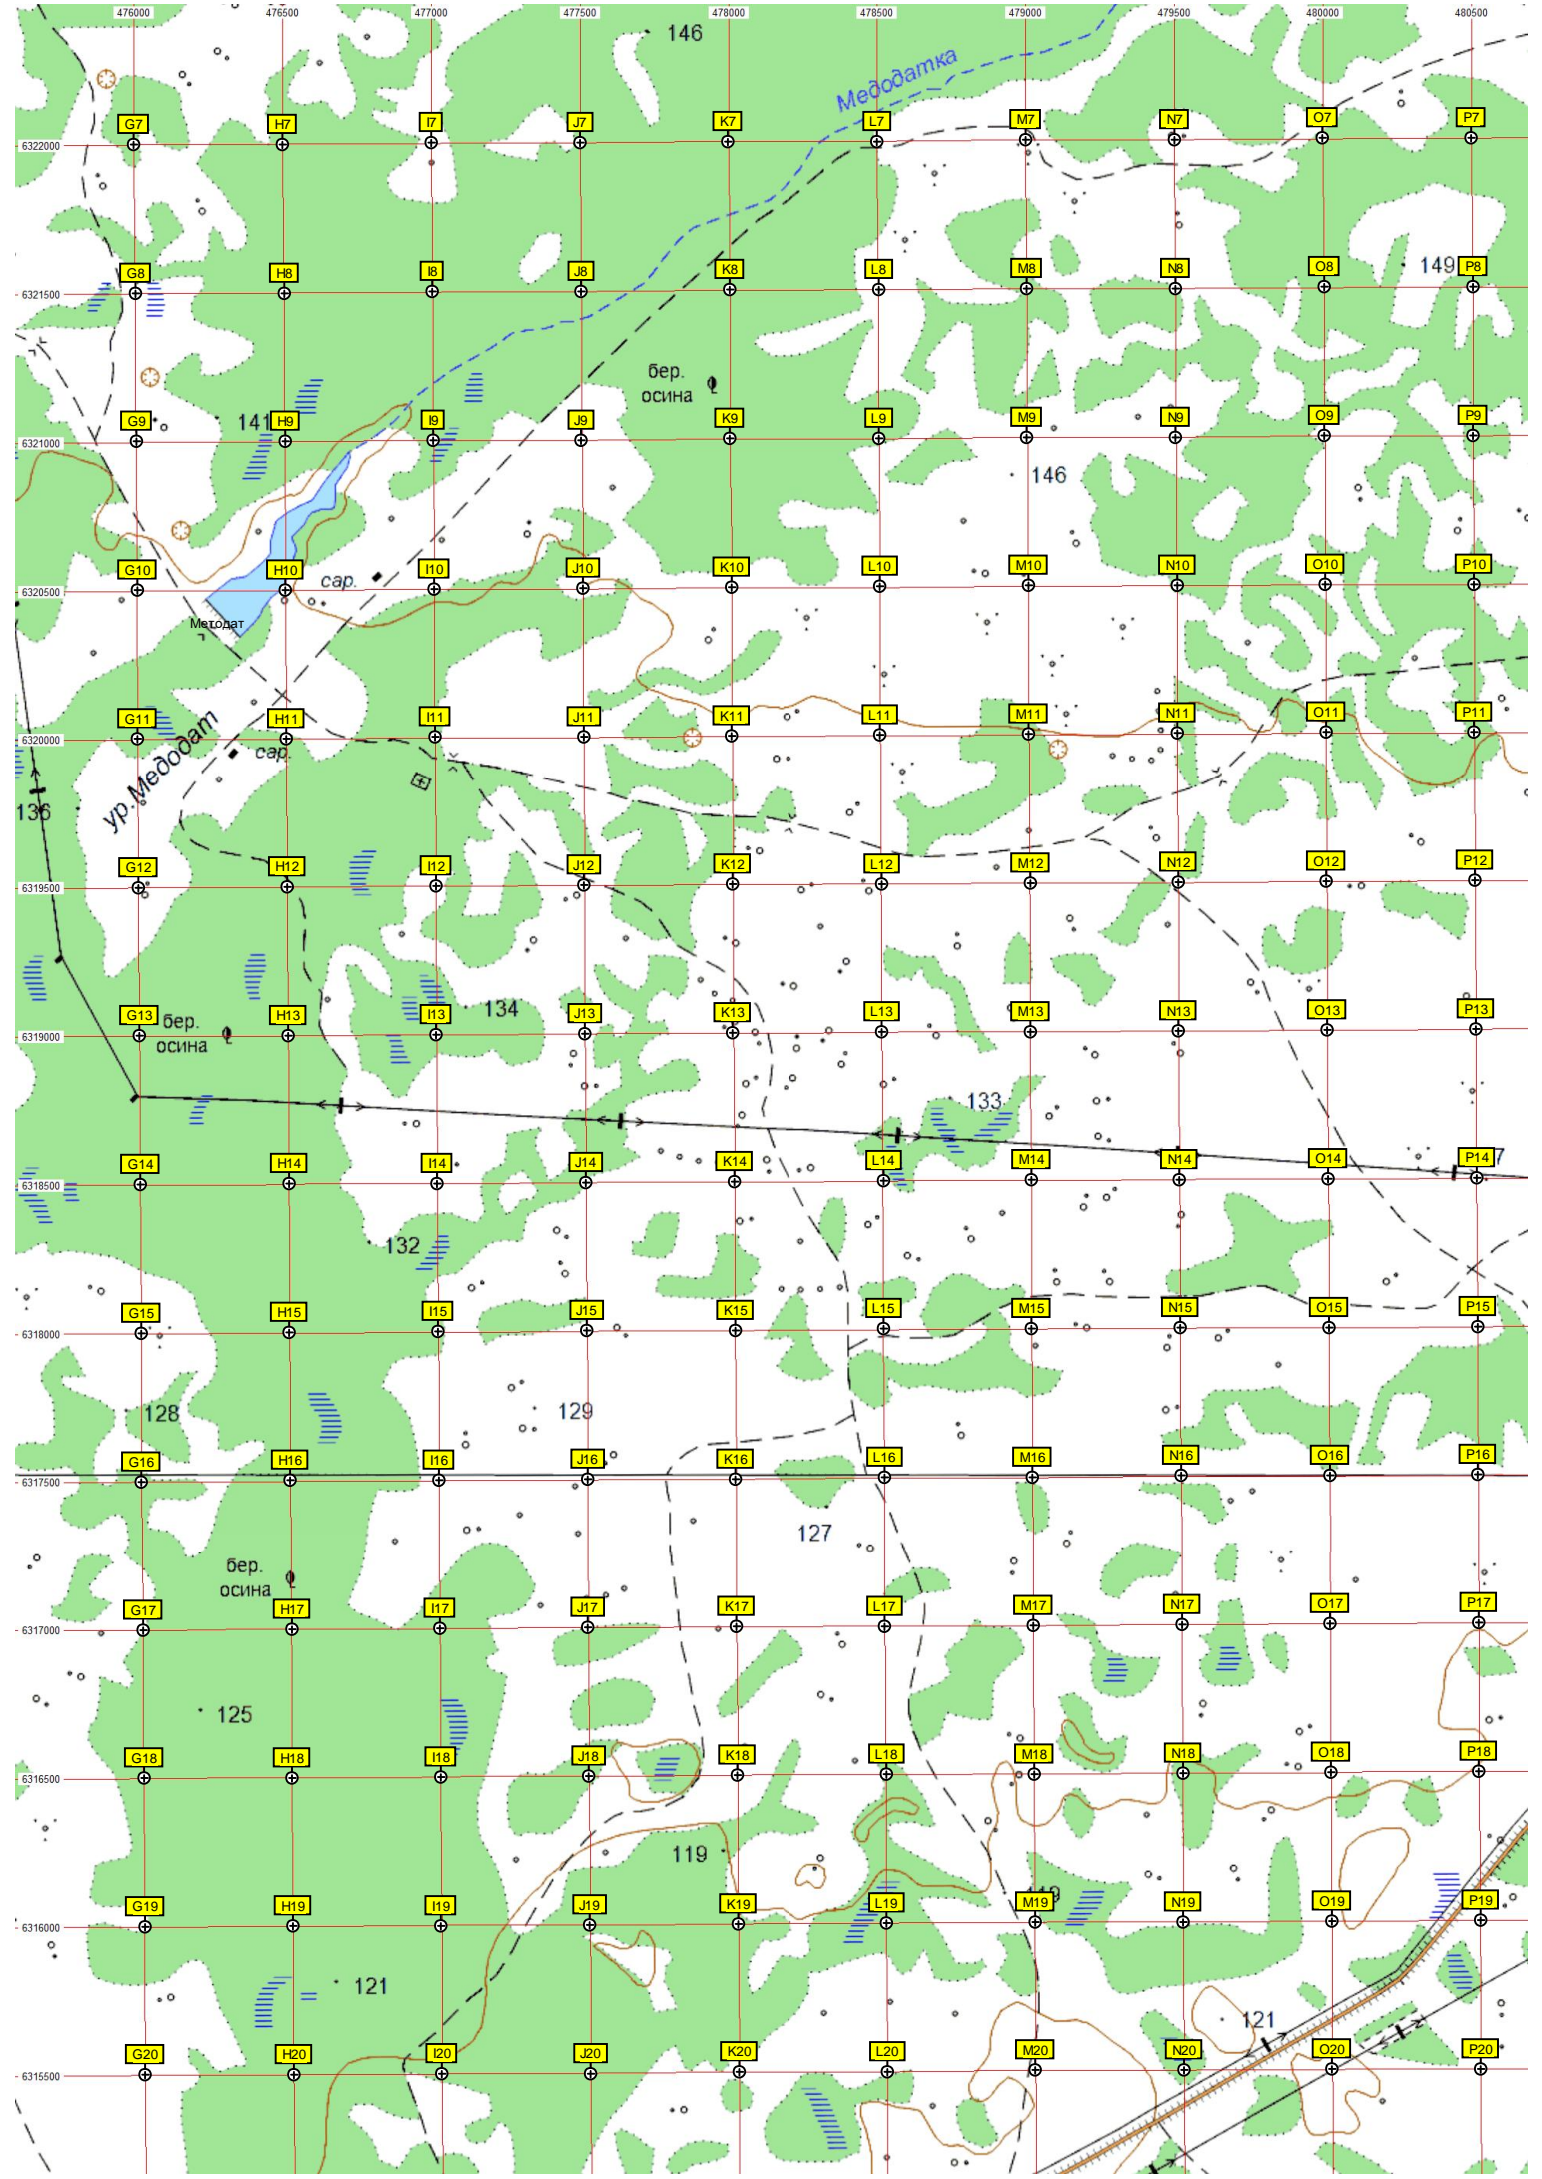 476000 476500 477000 477500 478000 478500 479000 479500 480000 480500
146
Медодатка
G7 H7 I7 J7 K7 L7 M7 N7 O7 P7
6322000
149
G8 H8 I8 J8 K8 L8 M8 N8 O8 P8
6321500
бер.
осина
141
G9 H9 I9 J9 K9 L9 M9 N9 O9 P9
6321000
146
G10 H10 I10 J10 K10 L10 M10 N10 O10 P10
сар.
6320500
Методат
G11 H11 I11 J11 K11 L11 M11 N11 O11 P11
6320000
сар.
ур.Медодат
136
G12 H12 I12 J12 K12 L12 M12 N12 O12 P12
6319500
134
G13 H13 I13 J13 K13 L13 M13 N13 O13 P13
бер.
осина
6319000
133
G14 H14 I14 J14 K14 L14 M14 N14 O14 P14
6318500
132
G15 H15 I15 J15 K15 L15 M15 N15 O15 P15
6318000
128
129
G16 H16 I16 J16 K16 L16 M16 N16 O16 P16
6317500
127
бер.
осина
G17 H17 I17 J17 K17 L17 M17 N17 O17 P17
6317000
125
G18 H18 I18 J18 K18 L18 M18 N18 O18 P18
6316500
119
G19 H19 I19 J19 K19 L19 M19 N19 O19 P19
6316000
121
121
G20 H20 I20 J20 K20 L20 M20 N20 O20 P20
6315500